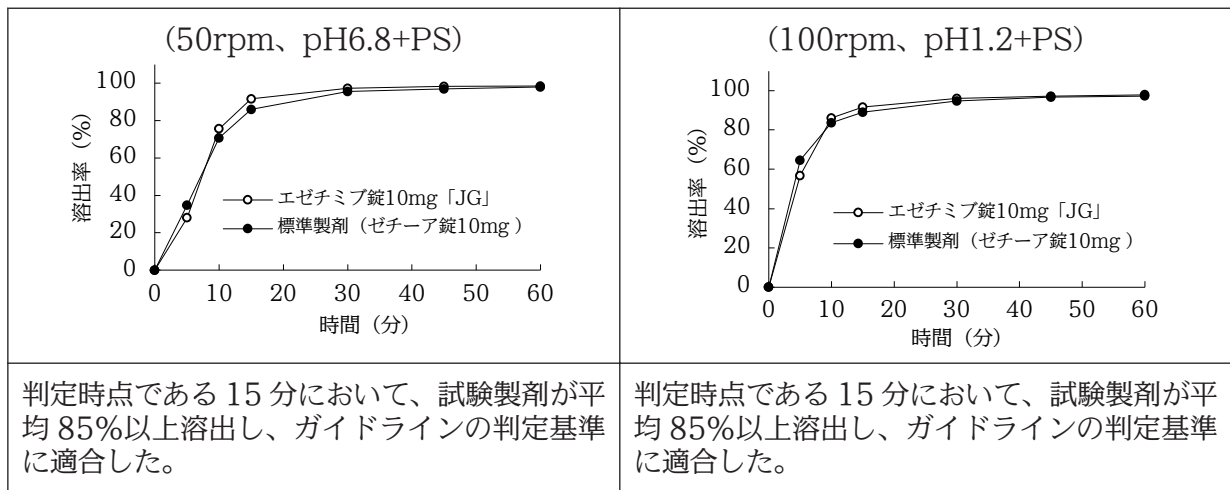 (50rpm、pH6.8+PS)
100
80
60
40
20
0
溶出率 (%)
エゼチミブ錠10mg「JG」
標準製剤（ゼチーア錠10mg ）
0 10 20 30 40 50 60
時間（分）
判定時点である 15 分において、試験製剤が平
均 85%以上溶出し、ガイドラインの判定基準
に適合した。
(100rpm、pH1.2+PS)
100
80
60
40
20
0
溶出率 (%)
エゼチミブ錠10mg「JG」
標準製剤（ゼチーア錠10mg ）
0 10 20 30 40 50 60
時間（分）
判定時点である 15 分において、試験製剤が平
均 85%以上溶出し、ガイドラインの判定基準
に適合した。